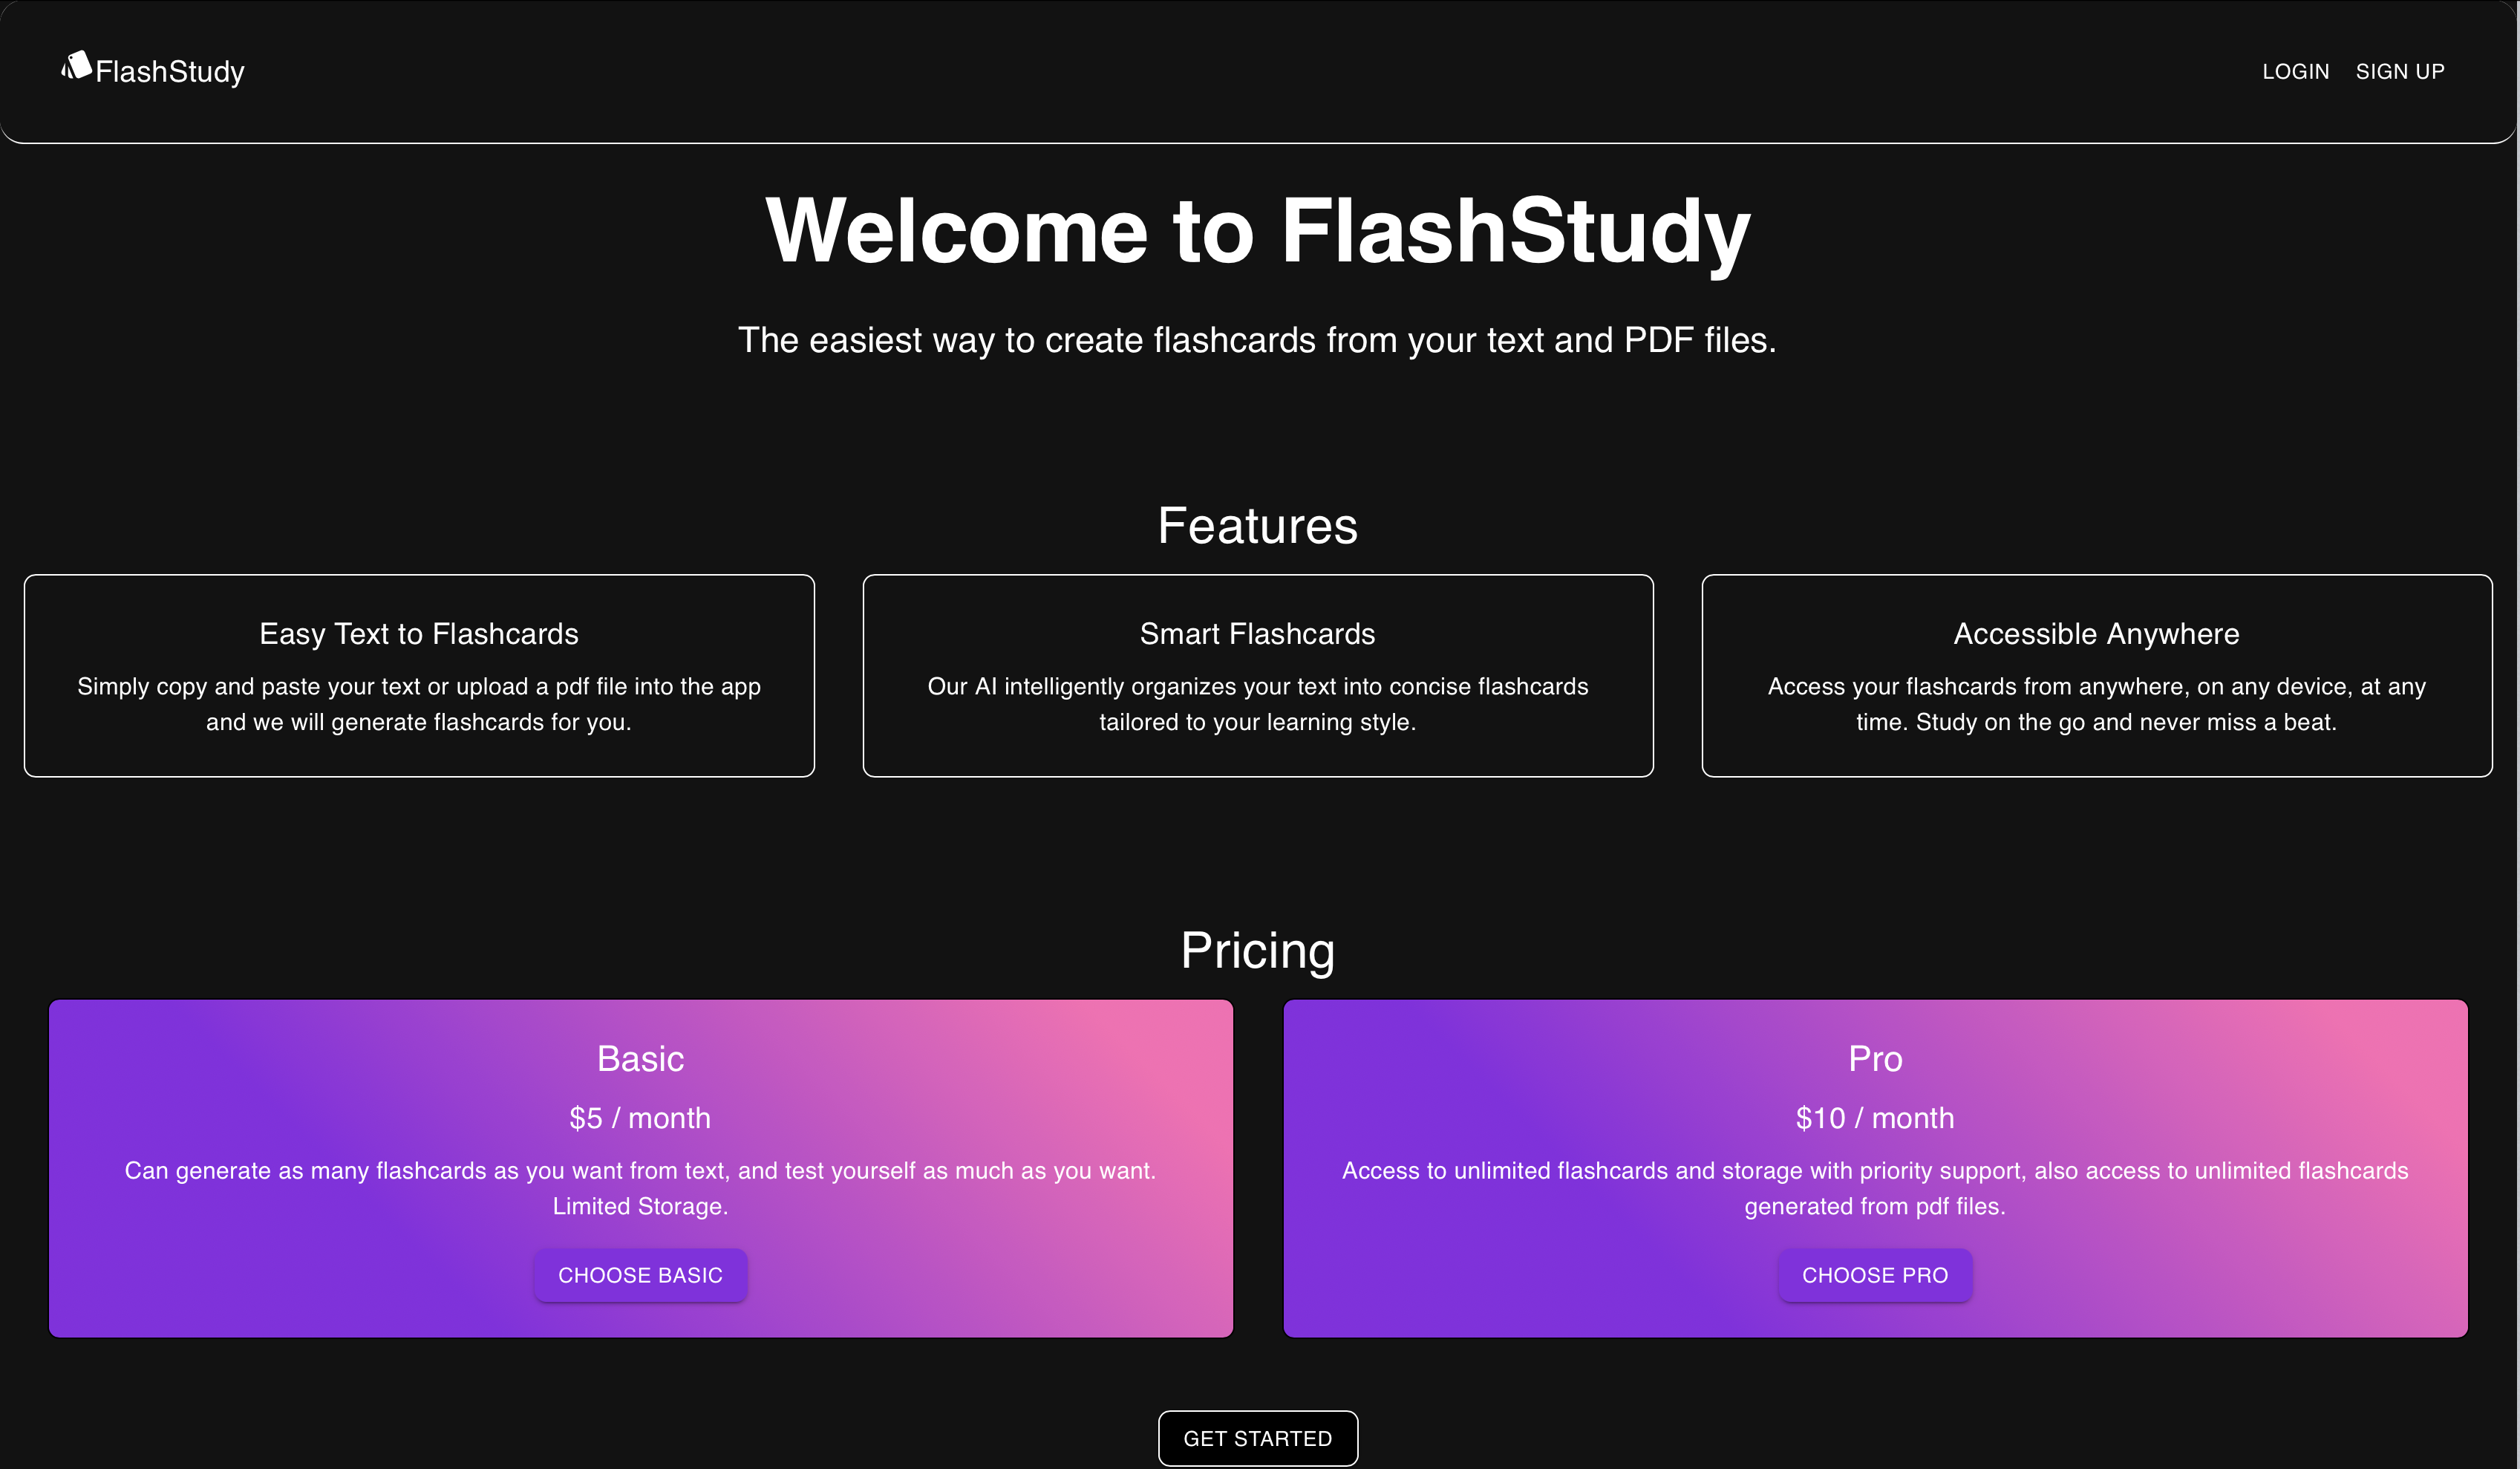 FlashStudy
LOGIN SIGN UP
Welcome to FlashStudy
The easiest way to create flashcards from your text and PDF files.
Features
Easy Text to Flashcards
Simply copy and paste your text or upload a pdf file into the app
and we will generate flashcards for you.
Smart Flashcards
Our AI intelligently organizes your text into concise flashcards
tailored to your learning style.
Accessible Anywhere
Access your flashcards from anywhere, on any device, at any
time. Study on the go and never miss a beat.
Pricing
Basic
$5 / month
Can generate as many flashcards as you want from text, and test yourself as much as you want.
Limited Storage.
CHOOSE BASIC
Pro
$10 / month
Access to unlimited flashcards and storage with priority support, also access to unlimited flashcards
generated from pdf files.
CHOOSE PRO
GET STARTED